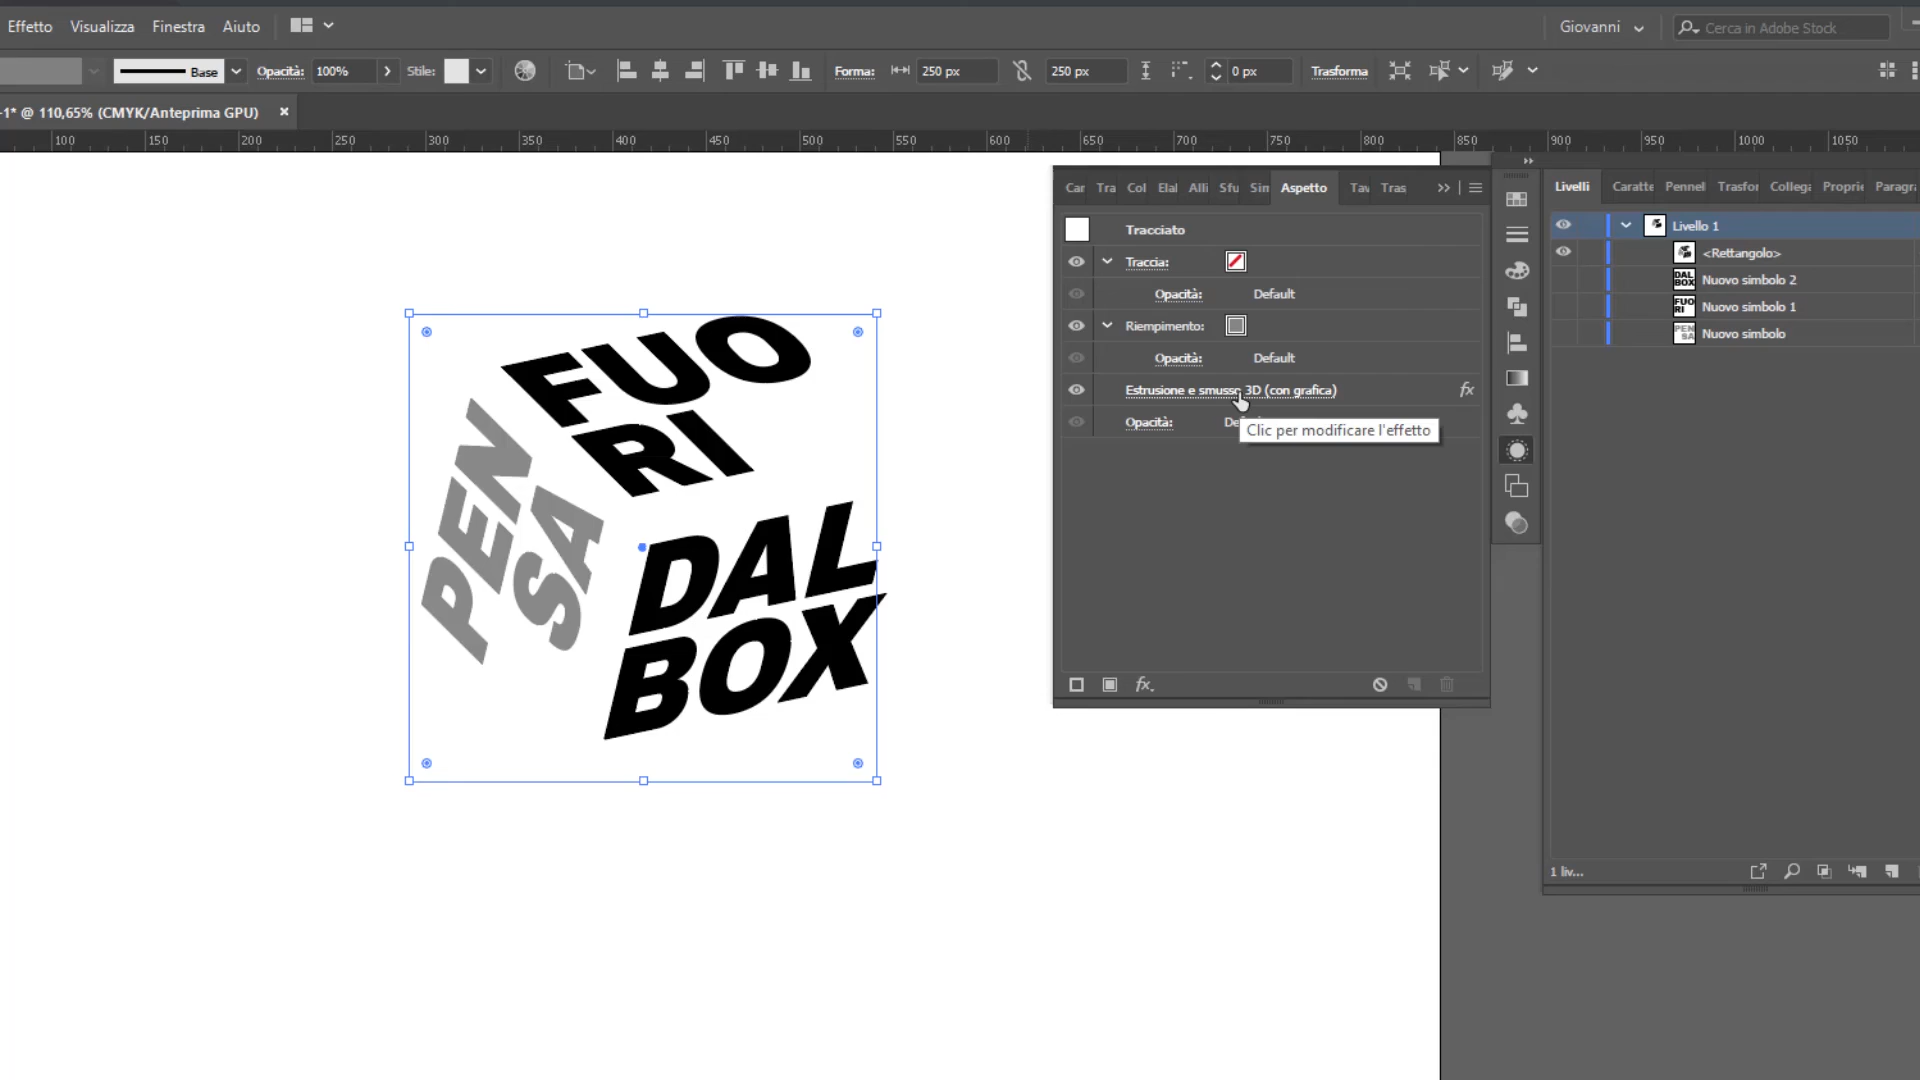 Effetto Visualizza Finestra Aiuto
Giovanni
Cerca in Adobe Stock
Base Opacità: 100% Stile: Forma: 250 px 250 px 0 px Trasforma
-1* @ 110,65% (CMYK/Anteprima GPU)
100 150 200 250 300 350 400 450 500 550 600 650 700 750 800 850 900 950 1000 1050
Car Tra Col Elal Alli Sfu Sim Aspetto Tav Tras
Tracciato
Traccia:
Opacità: Default
Riempimento:
Opacità: Default
Estrusione e smusso 3D (con grafica) fx
Opacità: De
Clic per modificare l'effetto
fx.
Livelli Caratte Pennel Trasfor Collega Proprie Paragra
Livello 1
<Rettangolo>
DAL
BOX
Nuovo simbolo 2
FUO
RI
Nuovo simbolo 1
PEN
SA
Nuovo simbolo
1 liv...
FUO
RI
PEN
SA
DAL
BOX